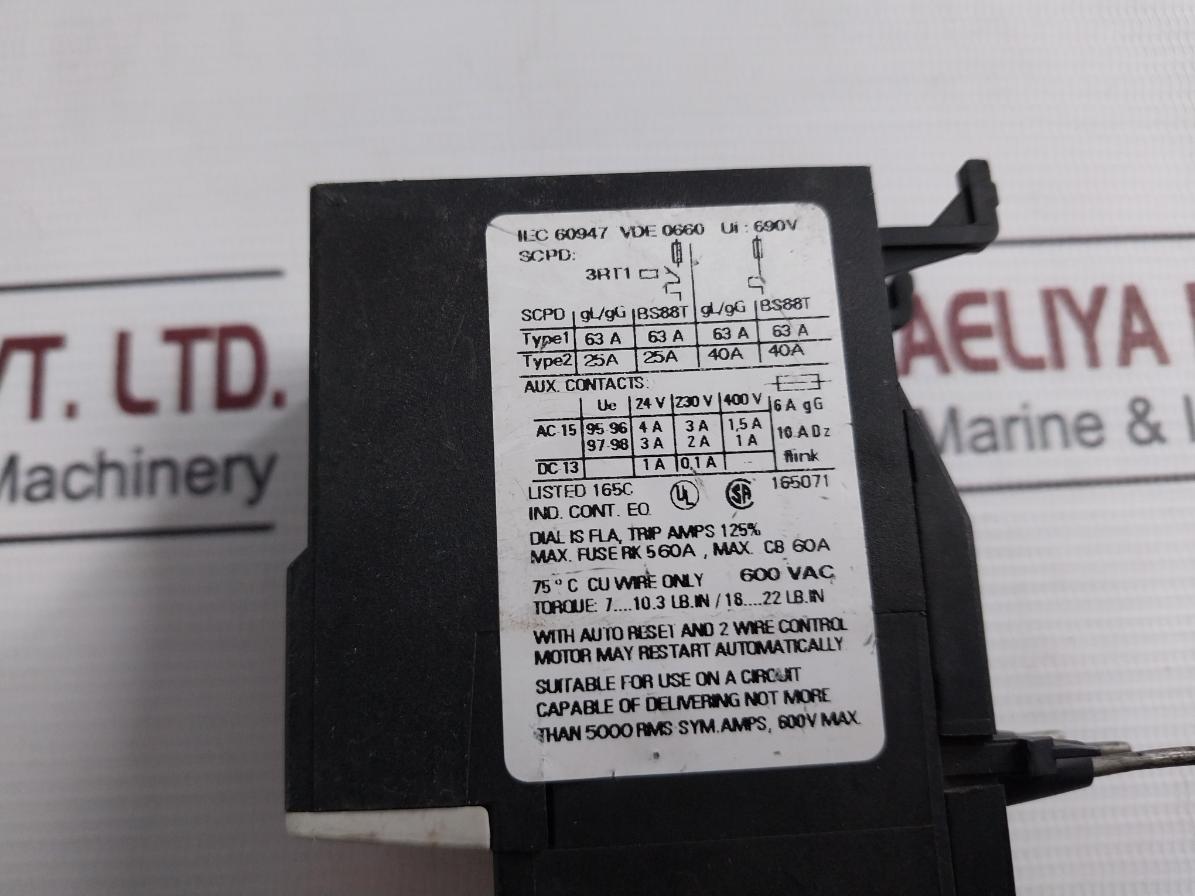 IEC 60947 VDE 0660 Ui : 690V
SCPD:
3RT1
SCPD gL/gG BS88T gL/gG BS88T
Type1 63 A 63 A 63 A 63 A
Type2 25A 25A 40A 40A
AUX. CONTACTS:
Ue 24 V 230 V 400 V 6 A gG
AC-15 95-96 4 A 3 A 1,5 A 10 A Dz
97-98 3 A 2 A 1 A
DC-13 1 A 0,1 A -- flink
LISTED 165C UL SA 165071
IND. CONT. EQ.
DIAL IS FLA, TRIP AMPS 125%
MAX. FUSE RK 5 60A , MAX. CB 60A
75° C CU WIRE ONLY 600 VAC
TORQUE: 7....10.3 LB.IN / 18....22 LB.IN
WITH AUTO RESET AND 2 WIRE CONTROL
MOTOR MAY RESTART AUTOMATICALLY
SUITABLE FOR USE ON A CIRCUIT
CAPABLE OF DELIVERING NOT MORE
THAN 5000 RMS SYM.AMPS, 600V MAX.
VT. LTD.
Machinery
AELIYA
Marine &